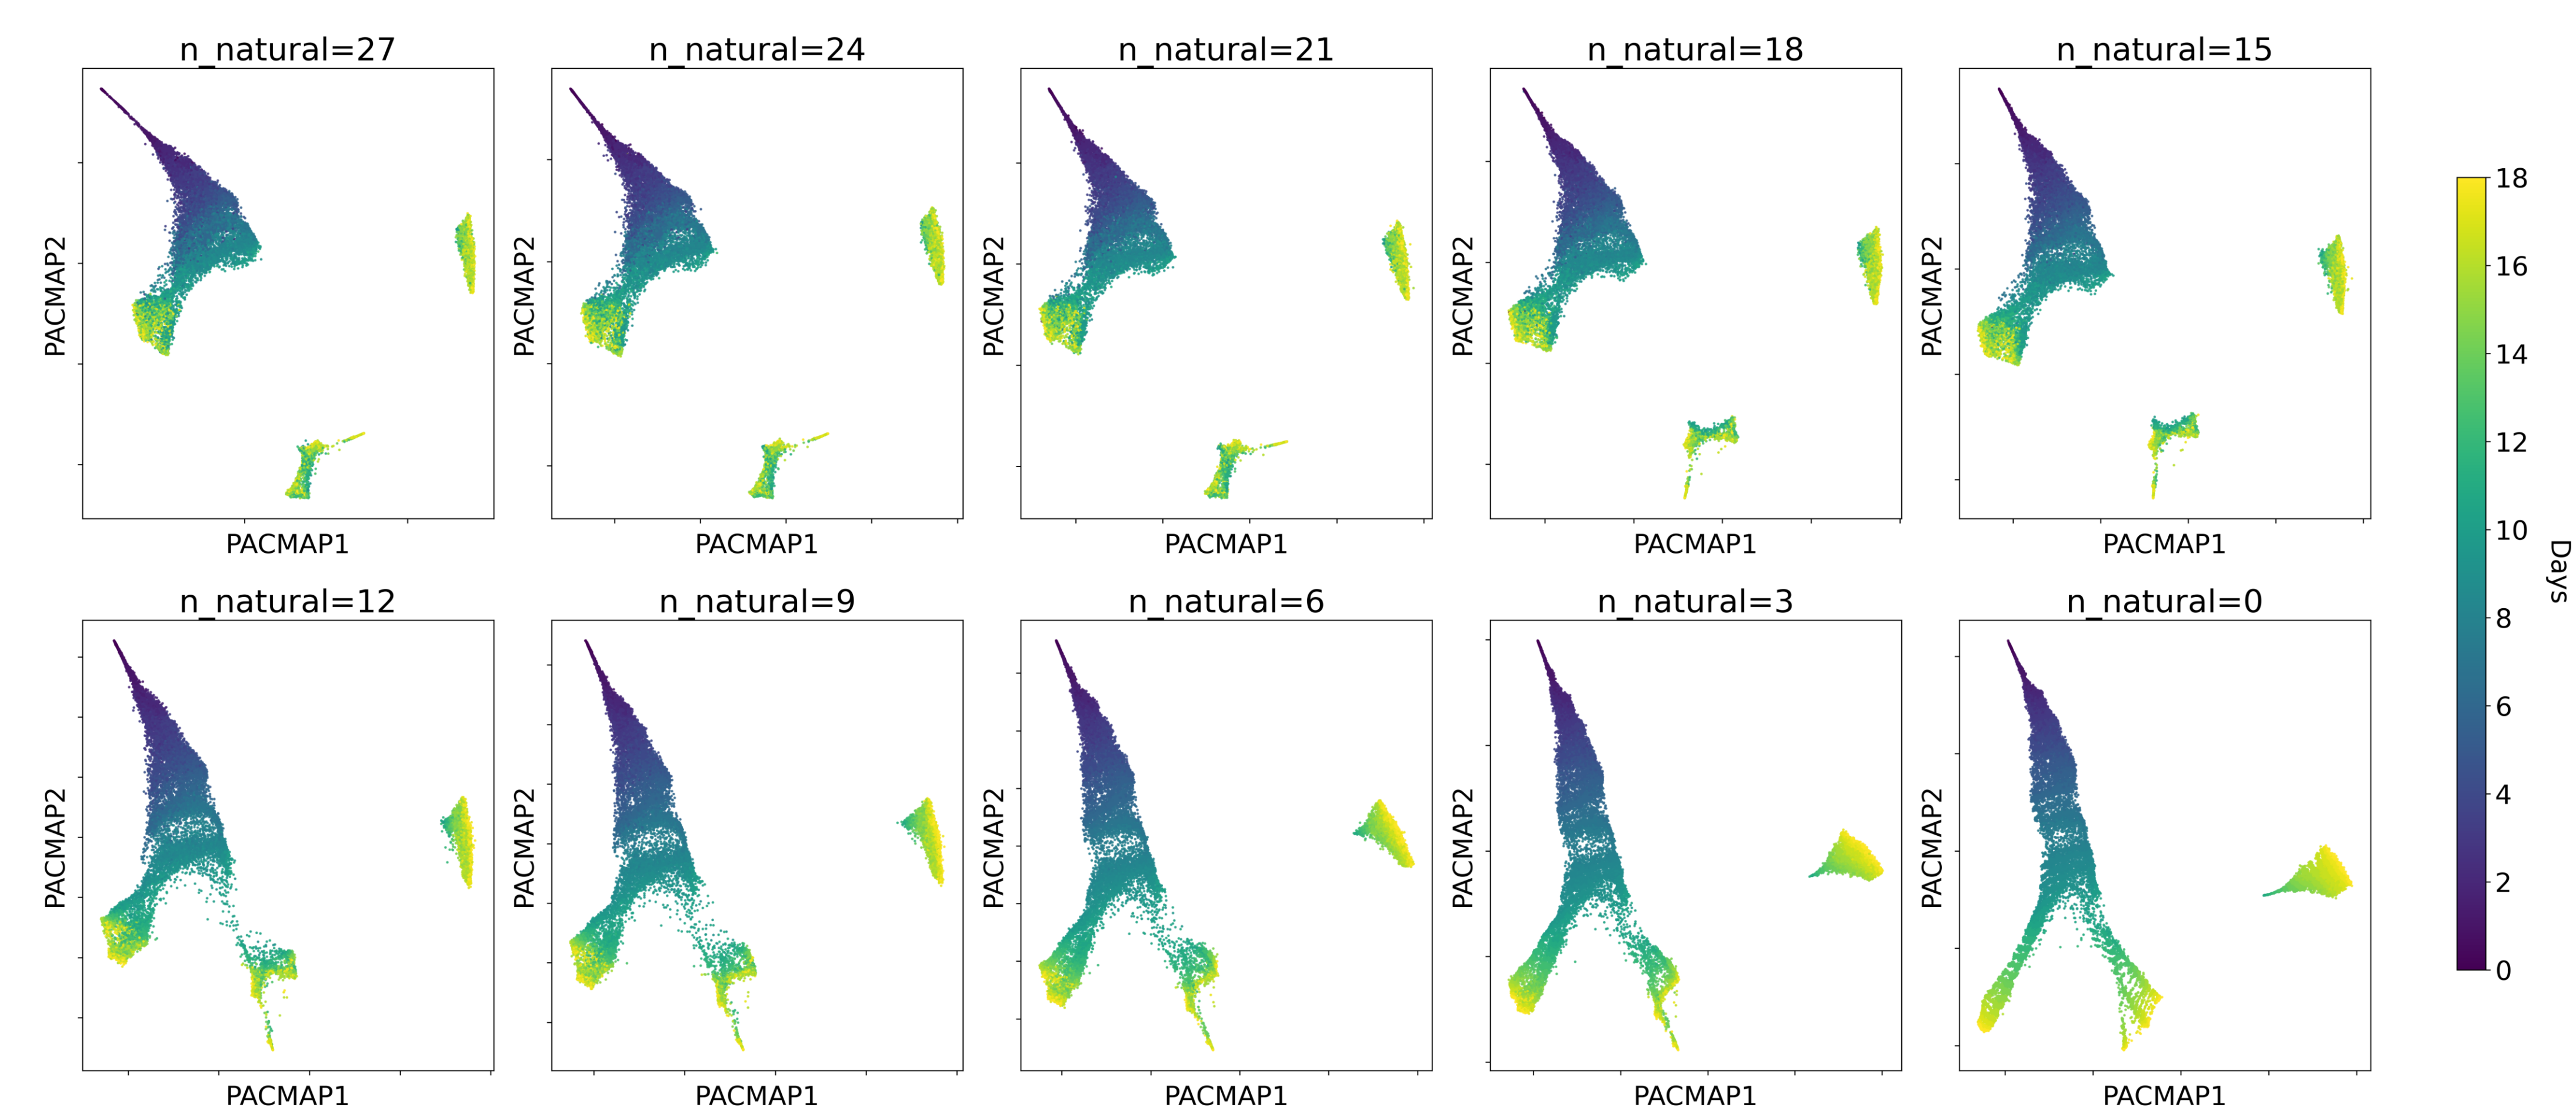 n_natural=27
n_natural=24
n_natural=21
n_natural=18
n_natural=15
PACMAP2
PACMAP2
PACMAP2
PACMAP2
PACMAP2
PACMAP1
PACMAP1
PACMAP1
PACMAP1
PACMAP1
n_natural=12
n_natural=9
n_natural=6
n_natural=3
n_natural=0
PACMAP2
PACMAP2
PACMAP2
PACMAP2
PACMAP2
PACMAP1
PACMAP1
PACMAP1
PACMAP1
PACMAP1
18
16
14
12
10
8
6
4
2
0
Days